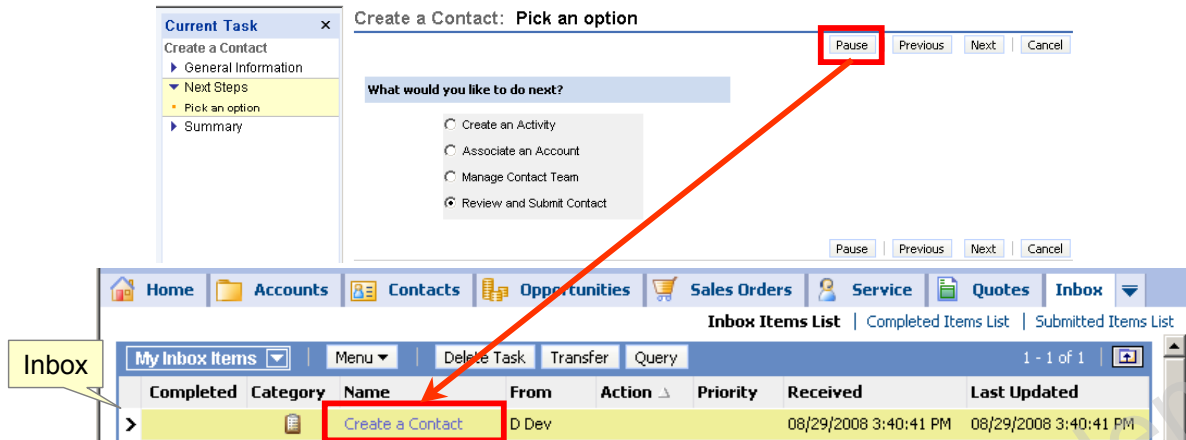 Current Task ×
Create a Contact: Pick an option
Create a Contact
General Information
Next Steps
Pick an option
Summary
Pause Previous Next Cancel
What would you like to do next?
Create an Activity
Associate an Account
Manage Contact Team
Review and Submit Contact
Pause Previous Next Cancel
Home Accounts Contacts Opportunities Sales Orders Service Quotes Inbox
Inbox Items List | Completed Items List | Submitted Items List
Inbox
My Inbox Items Menu Delete Task Transfer Query 1 - 1 of 1
Completed Category Name From Action Priority Received Last Updated
Create a Contact D Dev 08/29/2008 3:40:41 PM 08/29/2008 3:40:41 PM